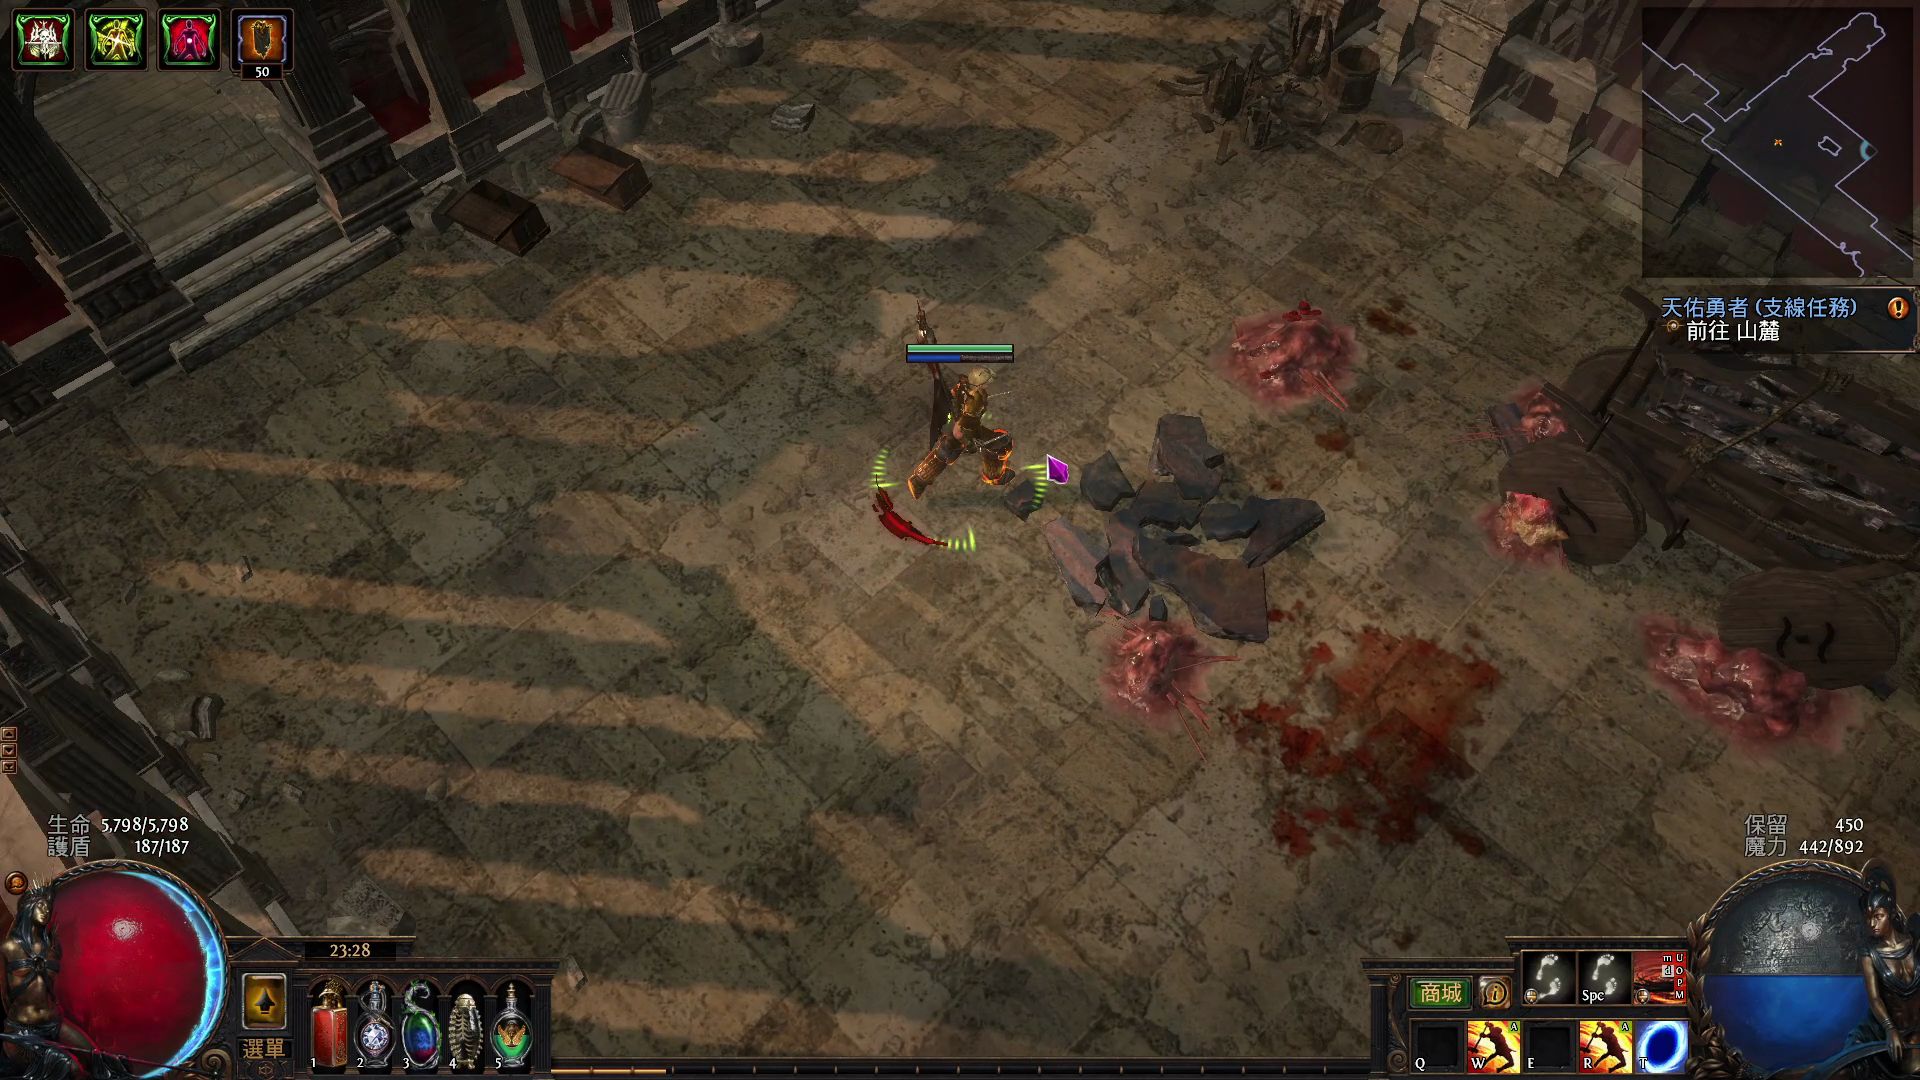 50
天佑勇者 (支線任務)
前往 山麓
生命 5,798/5,798
護盾 187/187
保留 450
魔力 442/892
23:28
選單
1 2 3 4 5
商城
Spc
Q W E R T
A A